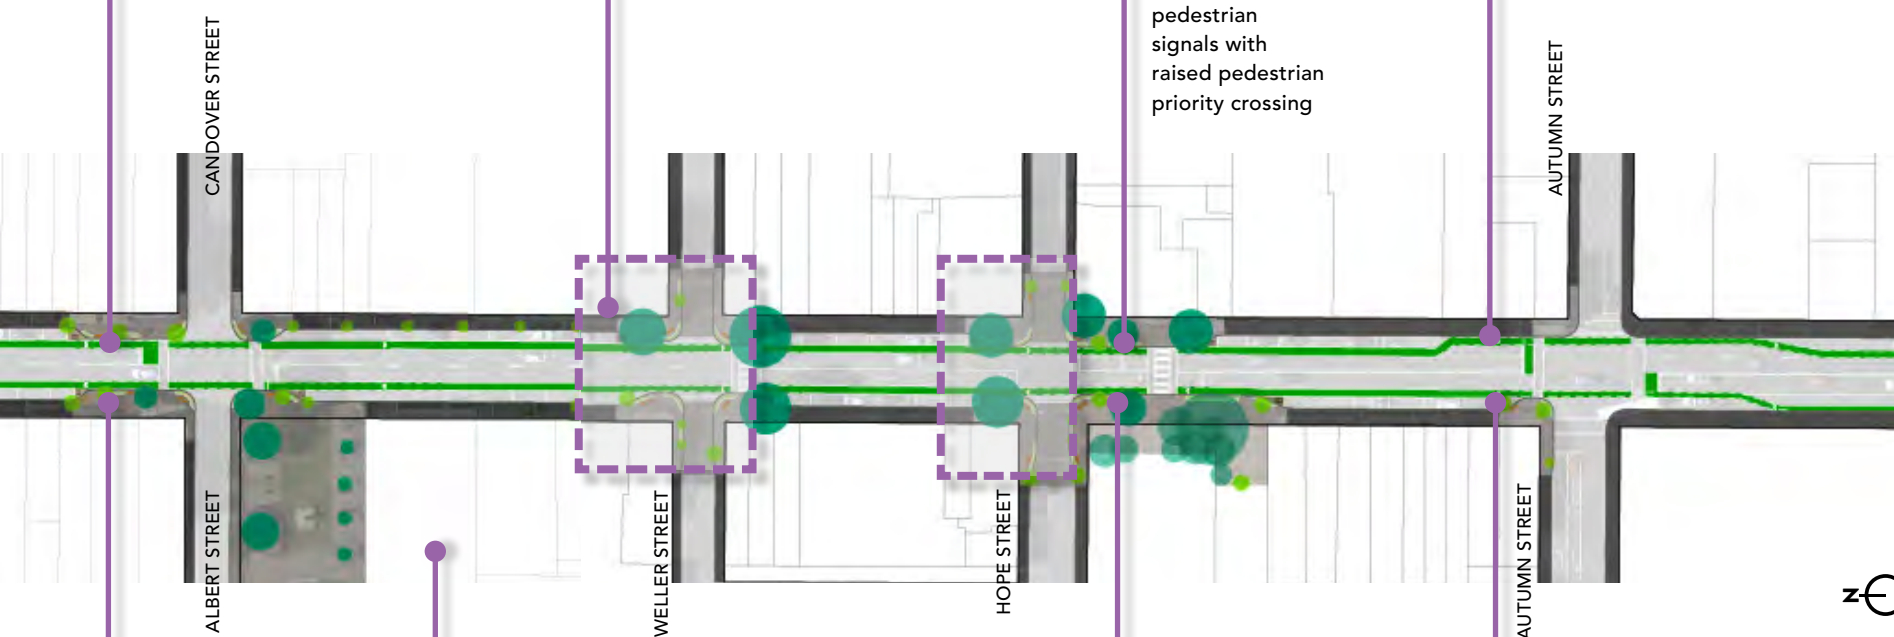 pedestrian
signals with
raised pedestrian
priority crossing
CANDOVER STREET
AUTUMN STREET
ALBERT STREET
WELLER STREET
HOPE STREET
AUTUMN STREET
z